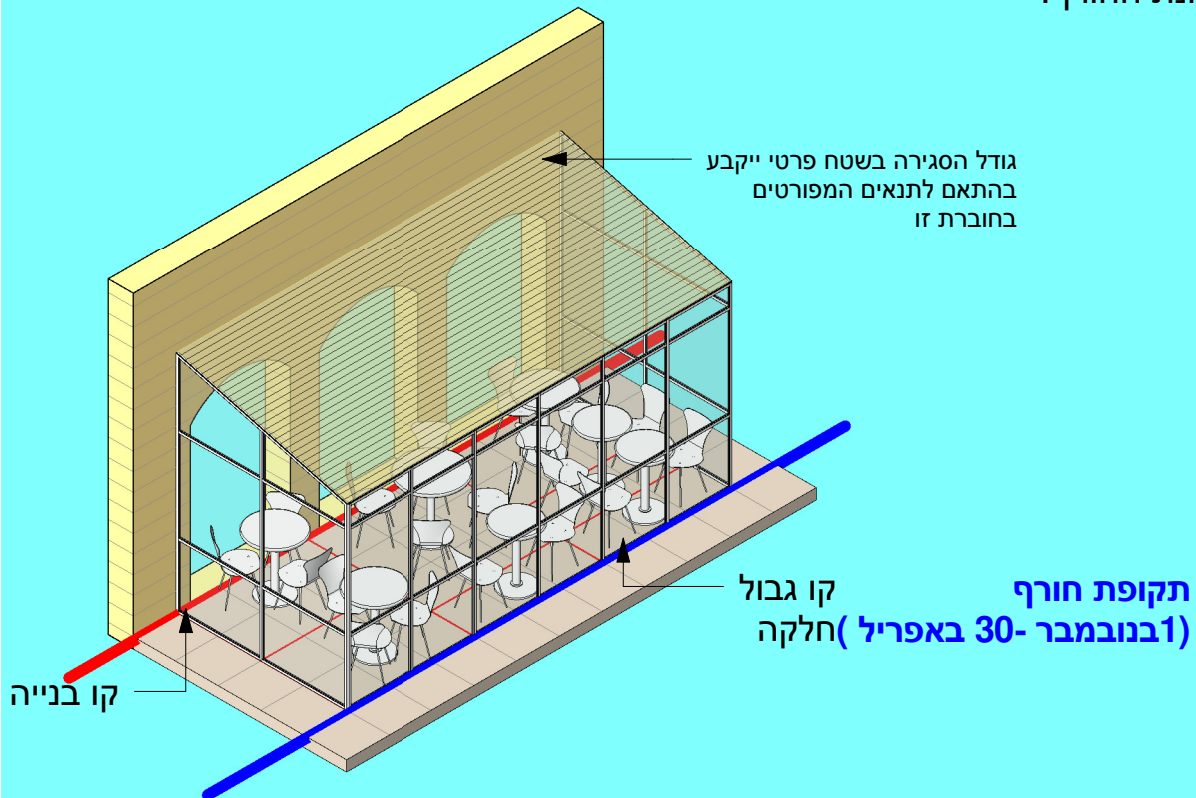 גודל הסגירה בשטח פרטי ייקבע
בהתאם לתנאים המפורטים
בחוברת זו
קו גבול
חלקה
תקופת חורף
(1בנובמבר -30 באפריל )
קו בנייה